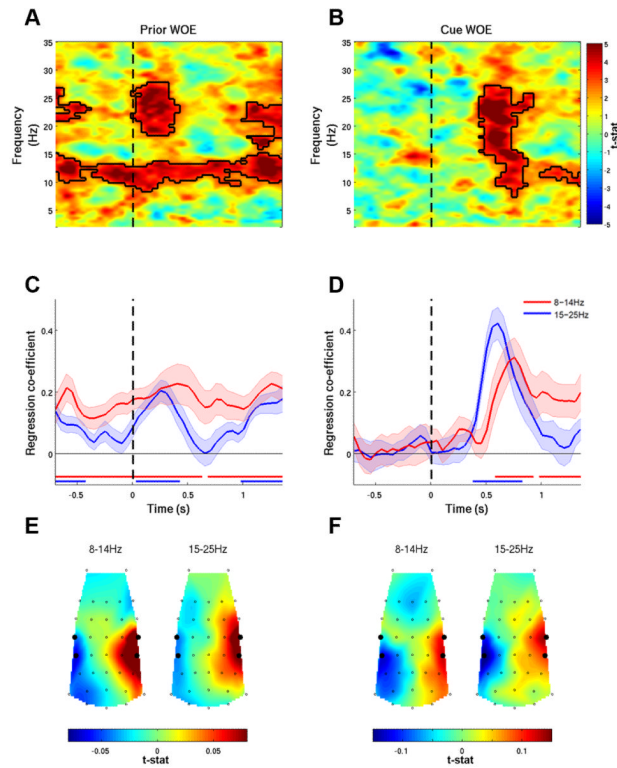 A
Prior WOE
Frequency (Hz)
35
30
25
20
15
10
5
B
Cue WOE
Frequency (Hz)
35
30
25
20
15
10
5
5
4
3
2
1
0
-1
-2
-3
-4
-5
t-stat
C
Regression co-efficient
0.4
0.2
0
-0.5
0
0.5
1
Time (s)
D
8-14Hz
15-25Hz
Regression co-efficient
0.4
0.2
0
-0.5
0
0.5
1
Time (s)
E
8-14Hz
15-25Hz
-0.05
0
0.05
t-stat
F
8-14Hz
15-25Hz
-0.1
0
0.1
t-stat